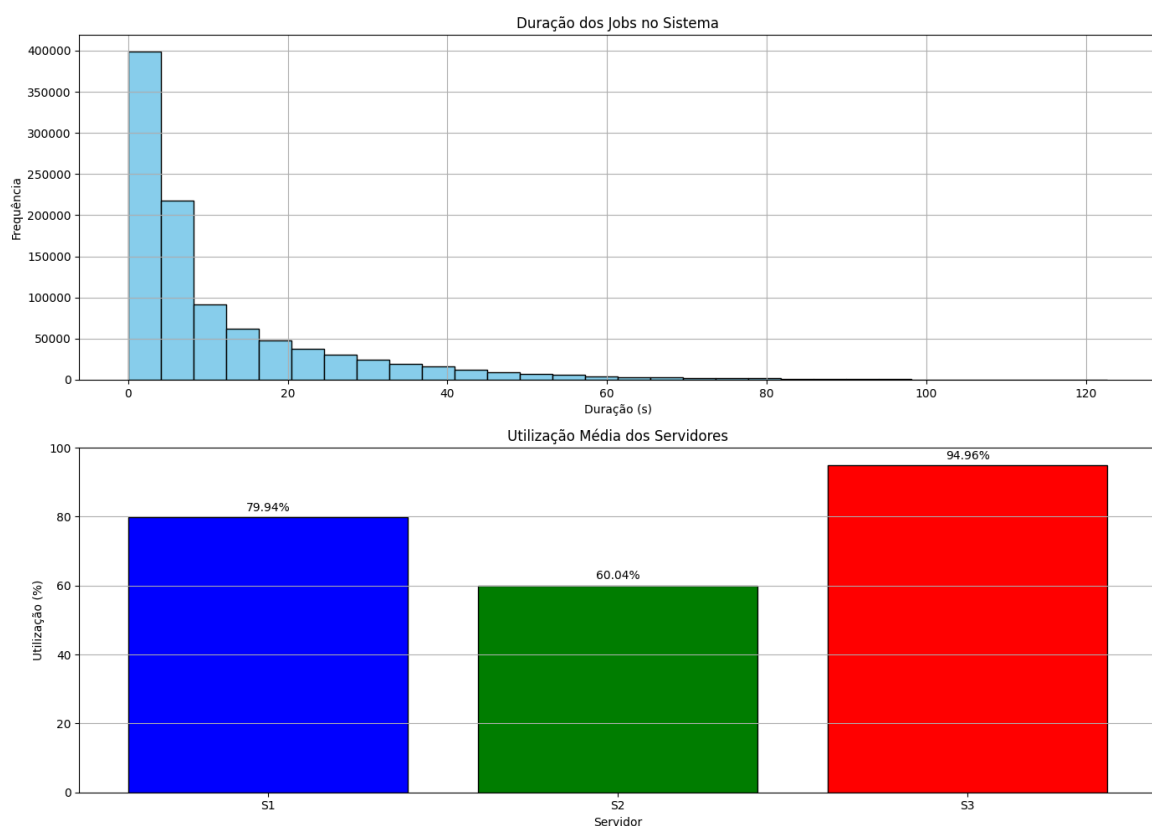 Duração dos Jobs no Sistema
400000
350000
300000
250000
200000
150000
100000
50000
0
Frequência
0 20 40 60 80 100 120
Duração (s)
Utilização Média dos Servidores
100
80
60
40
20
0
Utilização (%)
79.94%
60.04%
94.96%
S1 S2 S3
Servidor